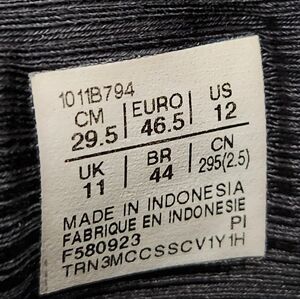 1011B794
CM EURO US
29.5 46.5 12
UK BR CN
11 44 295(2.5)
MADE IN INDONESIA
FABRIQUE EN INDONESIE
F580923 PI
TRN3MCCSSCV1Y1H